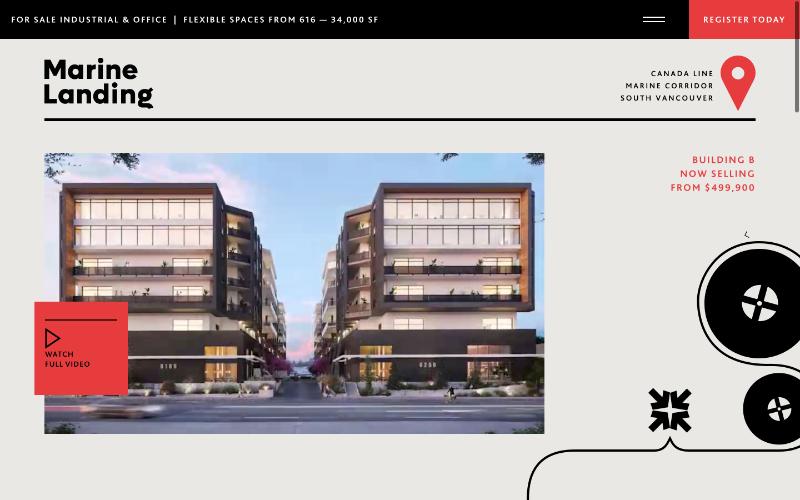 FOR SALE INDUSTRIAL & OFFICE | FLEXIBLE SPACES FROM 616 — 34,000 SF
REGISTER TODAY
Marine
Landing
CANADA LINE
MARINE CORRIDOR
SOUTH VANCOUVER
BUILDING B
NOW SELLING
FROM $499,900
WATCH
FULL VIDEO